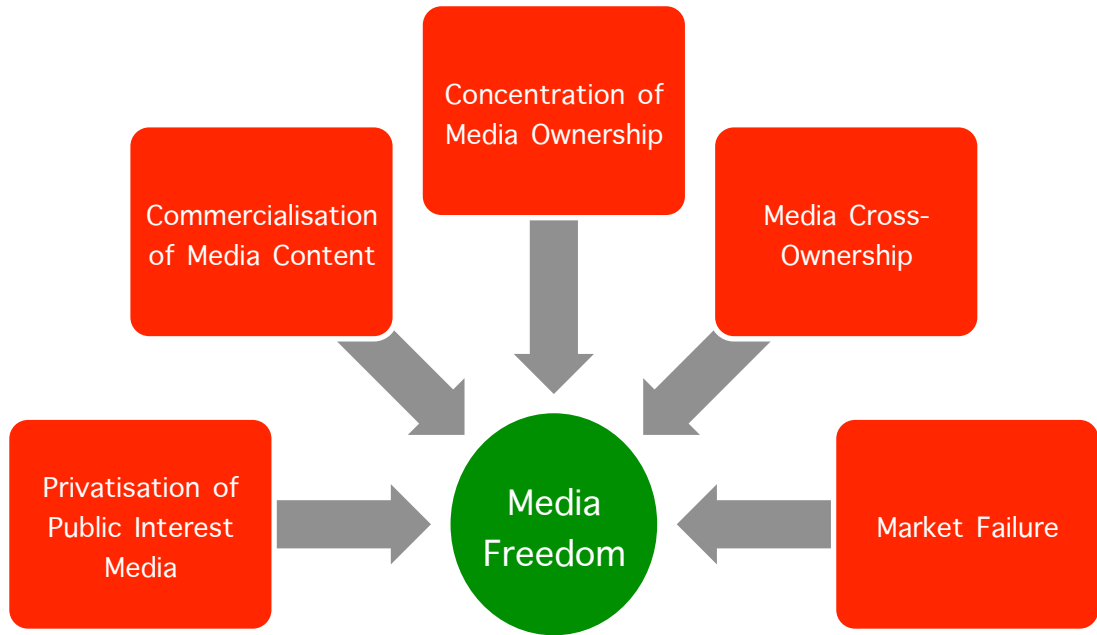 Concentration of
Media Ownership
Commercialisation
of Media Content
Media Cross-
Ownership
Privatisation of
Public Interest
Media
Media
Freedom
Market Failure